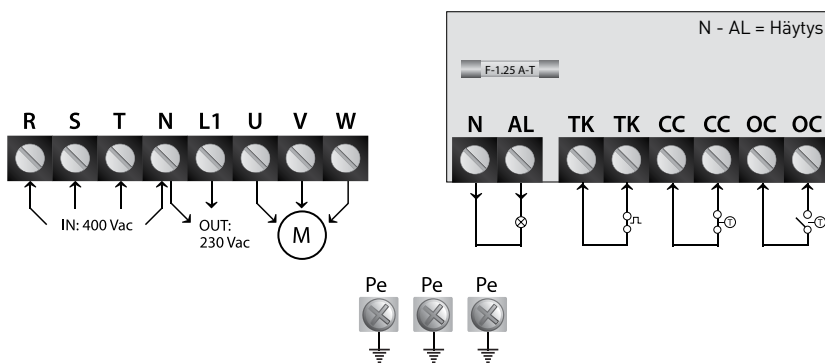 N - AL = Häytys
F-1.25 A-T
R S T N L1 U V W
N AL TK TK CC CC OC OC
IN: 400 Vac
OUT:
230 Vac
M
T
T
Pe Pe Pe